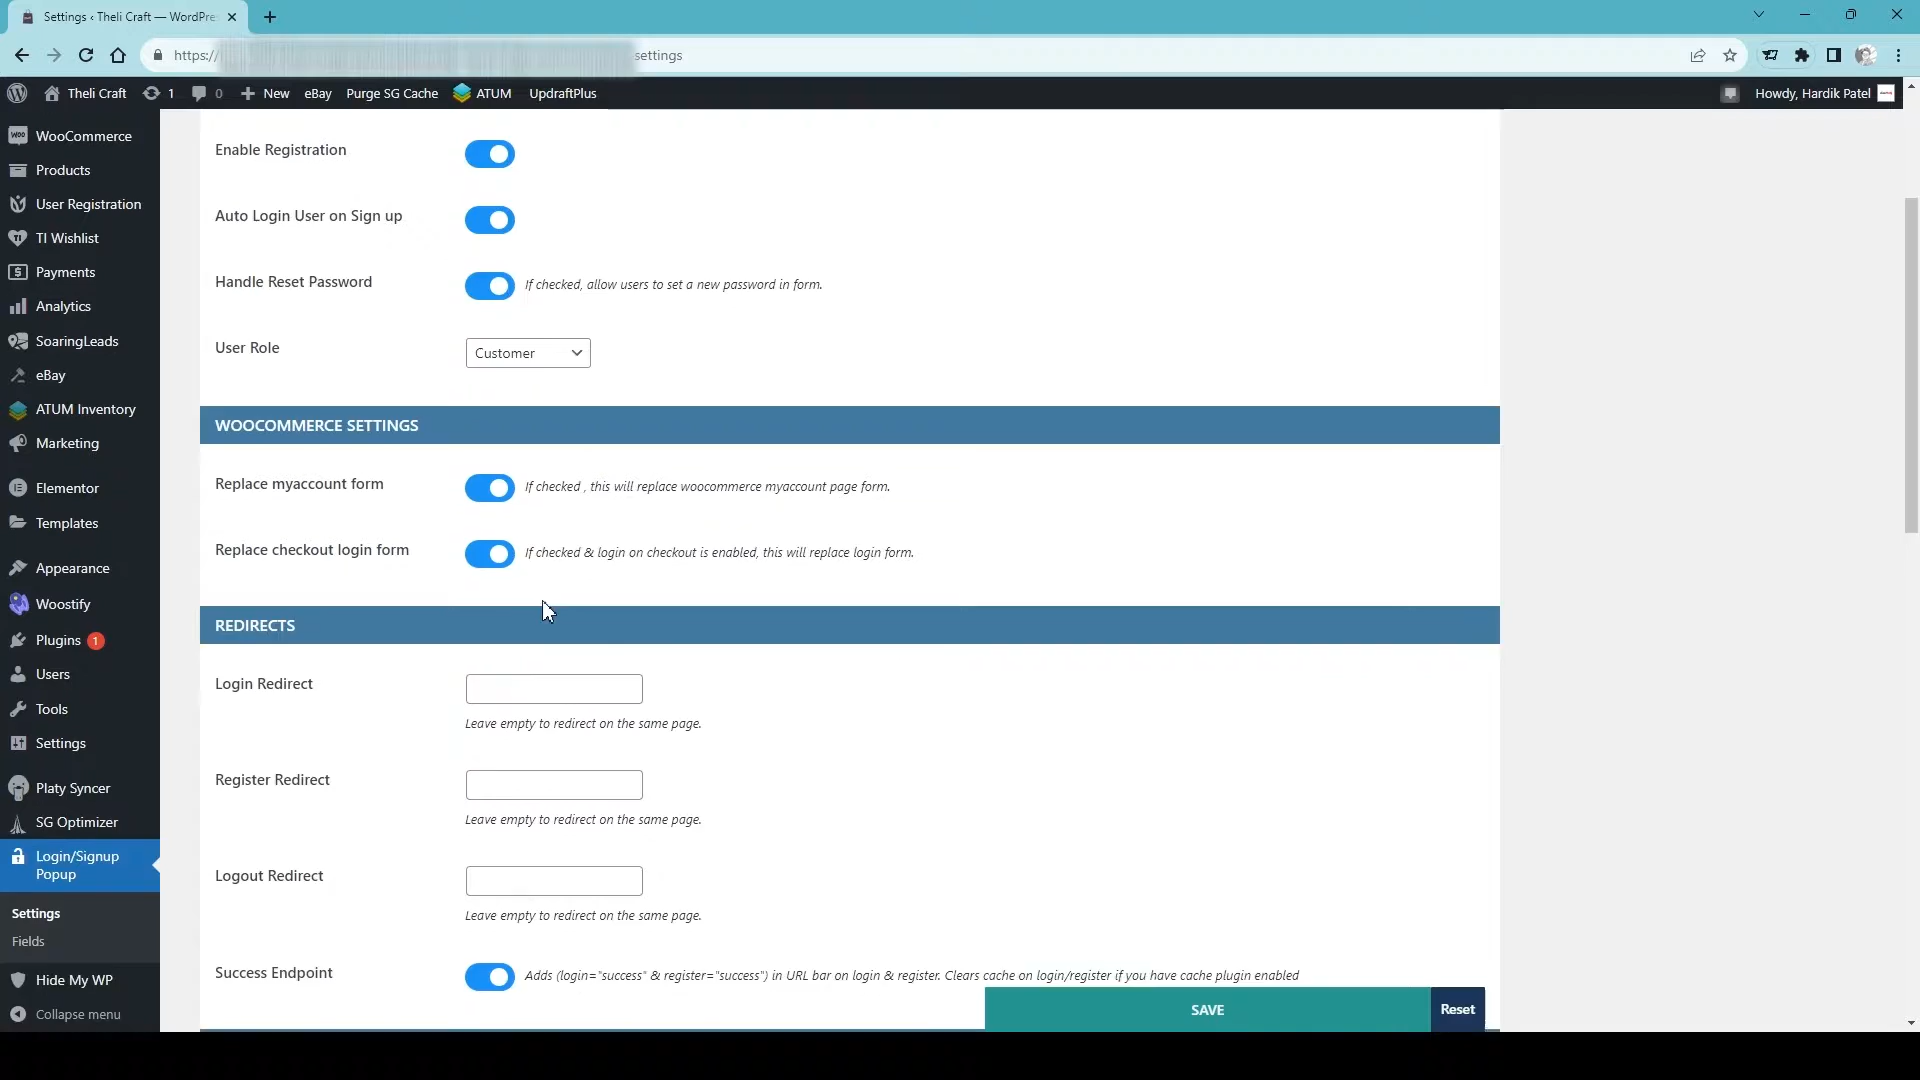 Settings ‹ Theli Craft — WordPre
https://
settings
Theli Craft
1
0
New
eBay
Purge SG Cache
ATUM
UpdraftPlus
Howdy, Hardik Patel
WooCommerce
Products
User Registration
TI Wishlist
Payments
Analytics
SoaringLeads
eBay
ATUM Inventory
Marketing
Elementor
Templates
Appearance
Woostify
Plugins 1
Users
Tools
Settings
Platy Syncer
SG Optimizer
Login/Signup
Popup
Settings
Fields
Hide My WP
Collapse menu
Enable Registration
Auto Login User on Sign up
Handle Reset Password
If checked, allow users to set a new password in form.
User Role
Customer
WOOCOMMERCE SETTINGS
Replace myaccount form
If checked , this will replace woocommerce myaccount page form.
Replace checkout login form
If checked & login on checkout is enabled, this will replace login form.
REDIRECTS
Login Redirect
Leave empty to redirect on the same page.
Register Redirect
Leave empty to redirect on the same page.
Logout Redirect
Leave empty to redirect on the same page.
Success Endpoint
Adds (login="success" & register="success") in URL bar on login & register. Clears cache on login/register if you have cache plugin enabled
SAVE
Reset